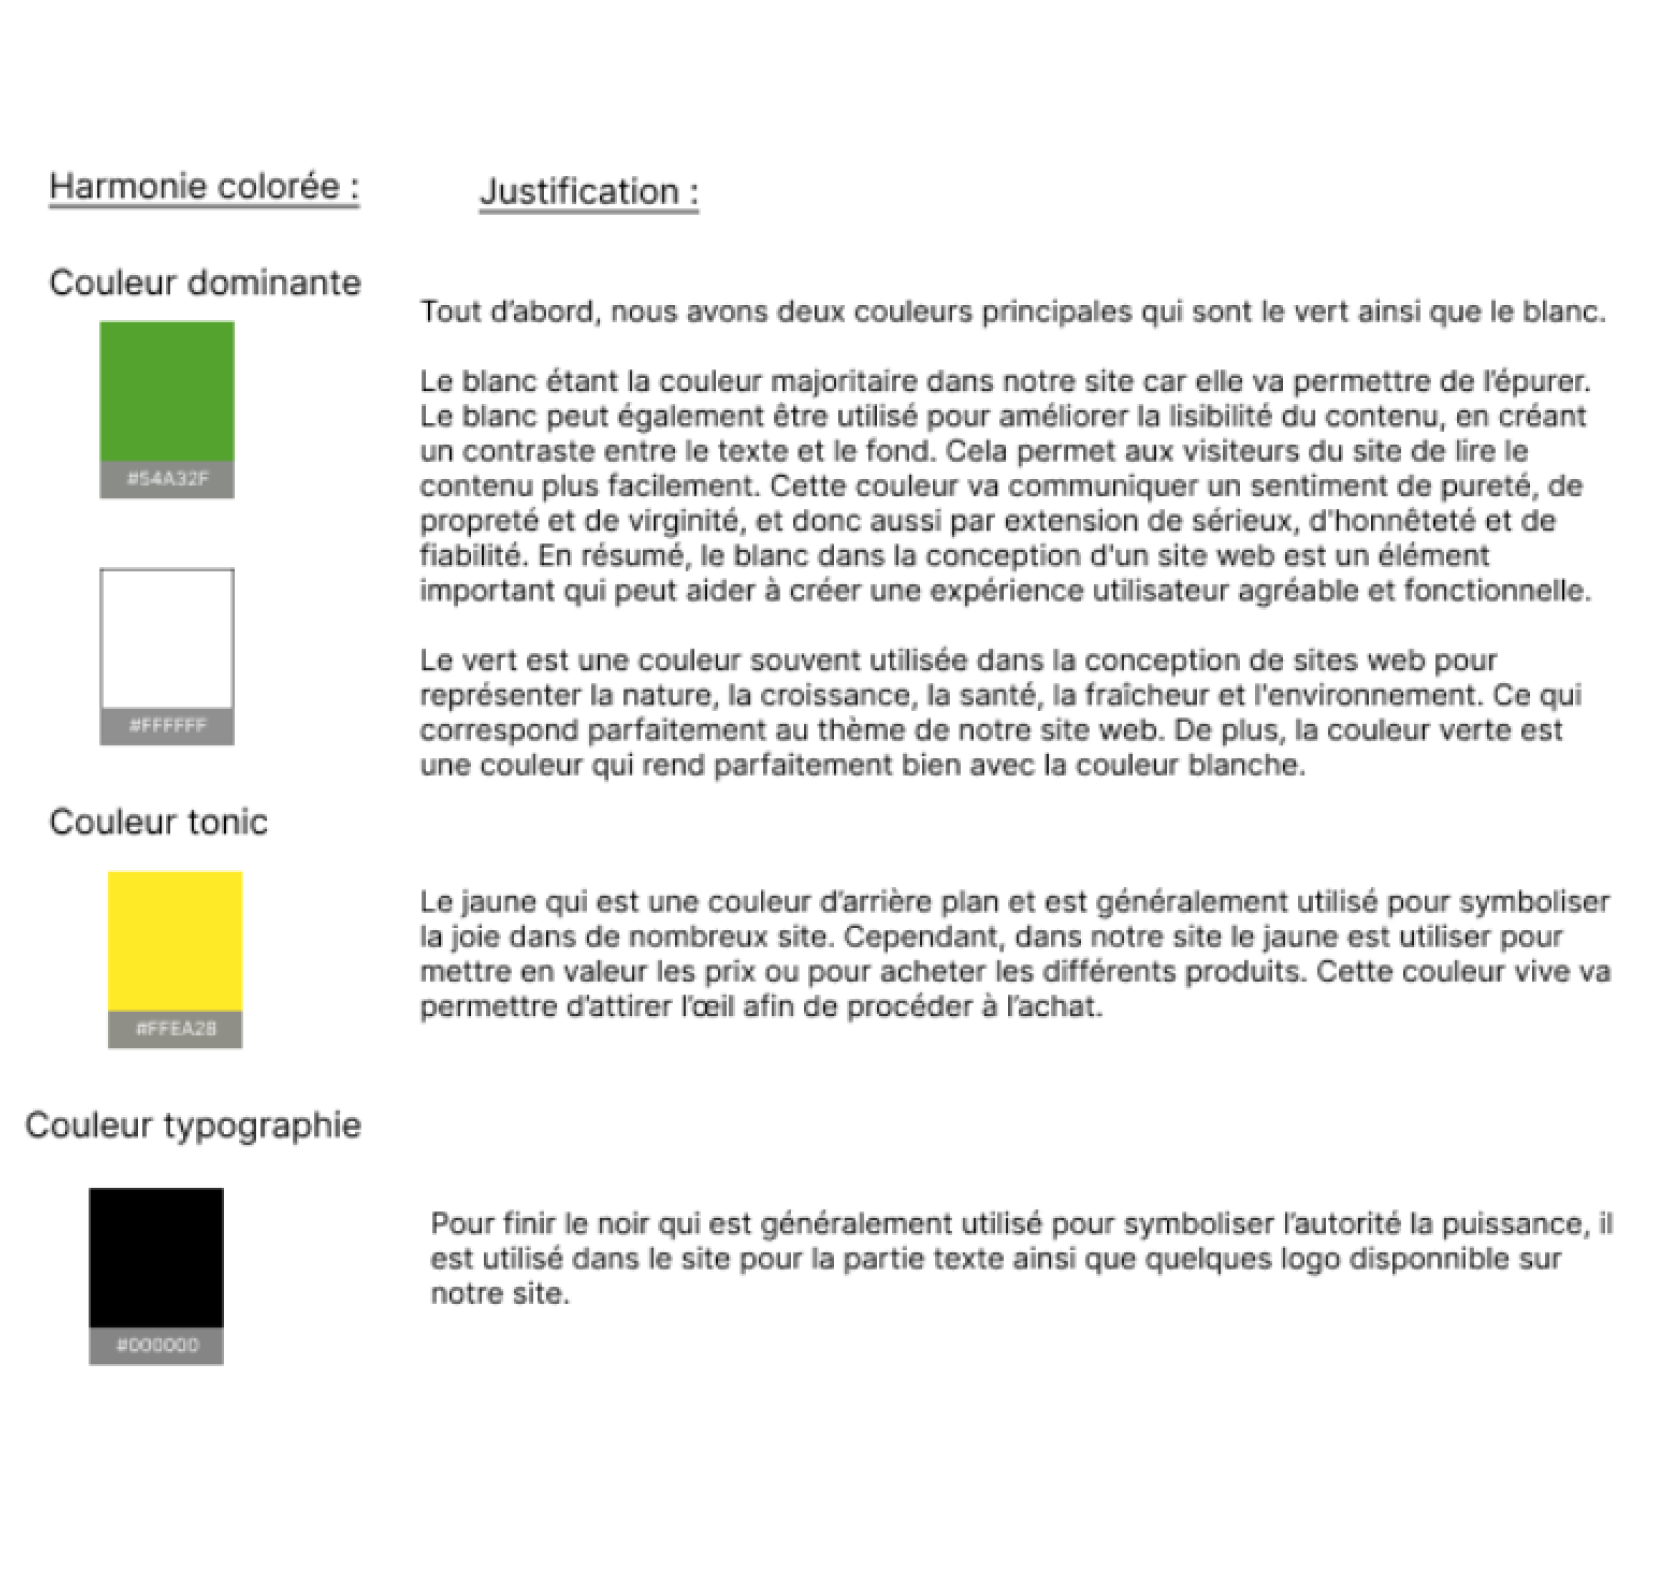 Harmonie colorée :
Justification :
Couleur dominante
#54A32F
#FFFFFF
Tout d’abord, nous avons deux couleurs principales qui sont le vert ainsi que le blanc.
Le blanc étant la couleur majoritaire dans notre site car elle va permettre de l’épurer.
Le blanc peut également être utilisé pour améliorer la lisibilité du contenu, en créant
un contraste entre le texte et le fond. Cela permet aux visiteurs du site de lire le
contenu plus facilement. Cette couleur va communiquer un sentiment de pureté, de
propreté et de virginité, et donc aussi par extension de sérieux, d'honnêteté et de
fiabilité. En résumé, le blanc dans la conception d'un site web est un élément
important qui peut aider à créer une expérience utilisateur agréable et fonctionnelle.
Le vert est une couleur souvent utilisée dans la conception de sites web pour
représenter la nature, la croissance, la santé, la fraîcheur et l'environnement. Ce qui
correspond parfaitement au thème de notre site web. De plus, la couleur verte est
une couleur qui rend parfaitement bien avec la couleur blanche.
Couleur tonic
#FFEA28
Le jaune qui est une couleur d’arrière plan et est généralement utilisé pour symboliser
la joie dans de nombreux site. Cependant, dans notre site le jaune est utiliser pour
mettre en valeur les prix ou pour acheter les différents produits. Cette couleur vive va
permettre d’attirer l’œil afin de procéder à l’achat.
Couleur typographie
#000000
Pour finir le noir qui est généralement utilisé pour symboliser l’autorité la puissance, il
est utilisé dans le site pour la partie texte ainsi que quelques logo disponnible sur
notre site.